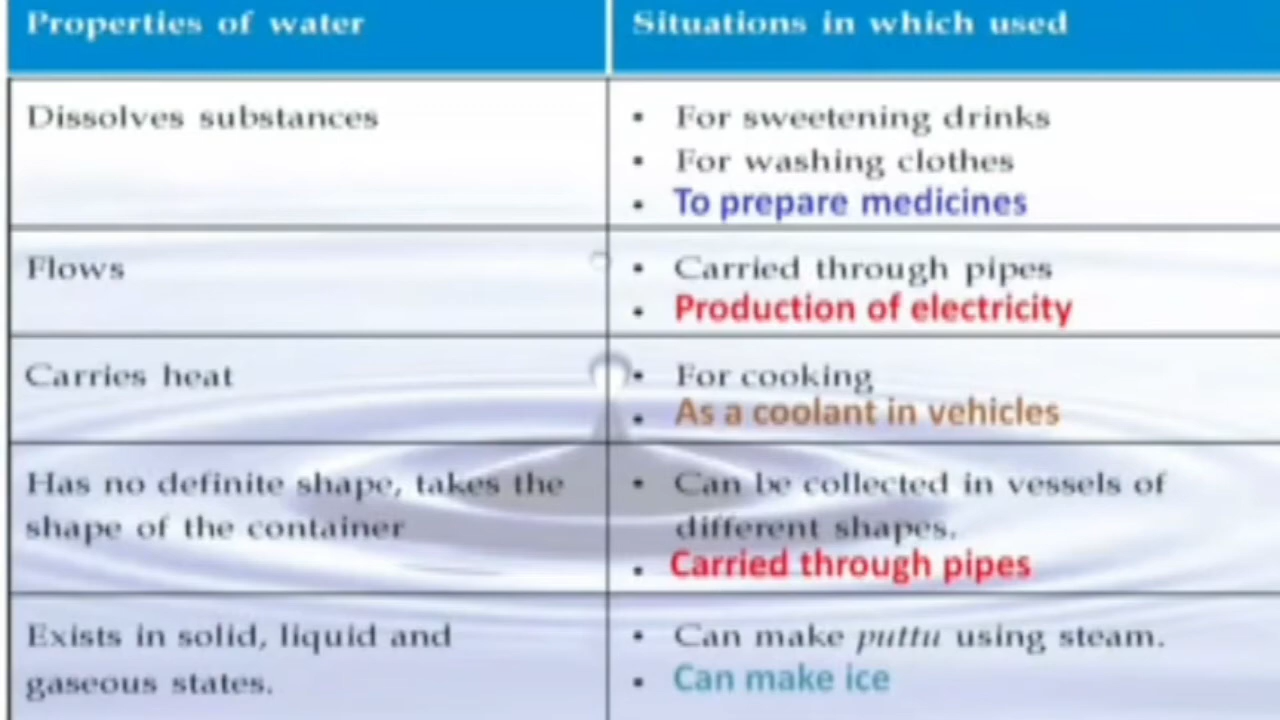 Properties of water
Situations in which used
Dissolves substances
• For sweetening drinks
• For washing clothes
• To prepare medicines
Flows
• Carried through pipes
• Production of electricity
Carries heat
• For cooking
• As a coolant in vehicles
Has no definite shape, takes the
shape of the container
• Can be collected in vessels of
different shapes.
• Carried through pipes
Exists in solid, liquid and
gaseous states.
• Can make puttu using steam.
• Can make ice